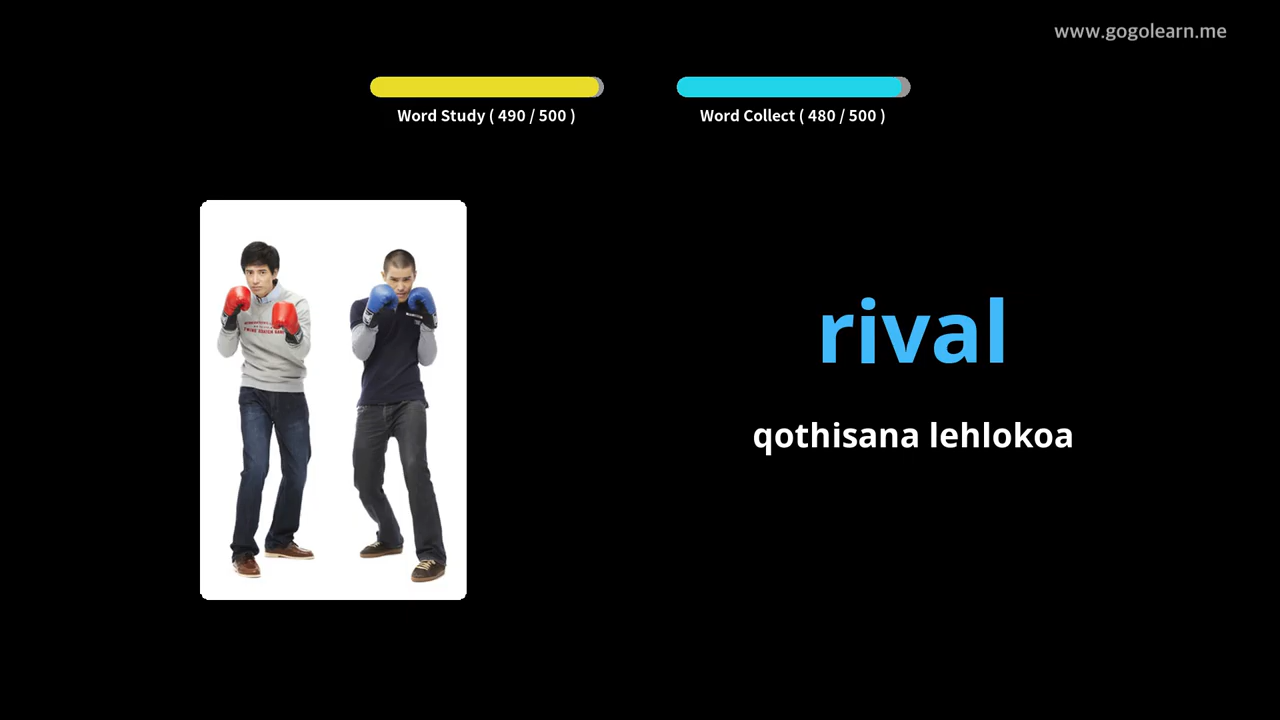 www.gogolearn.me
Word Study ( 490 / 500 )
Word Collect ( 480 / 500 )
rival
qothisana lehlokoa